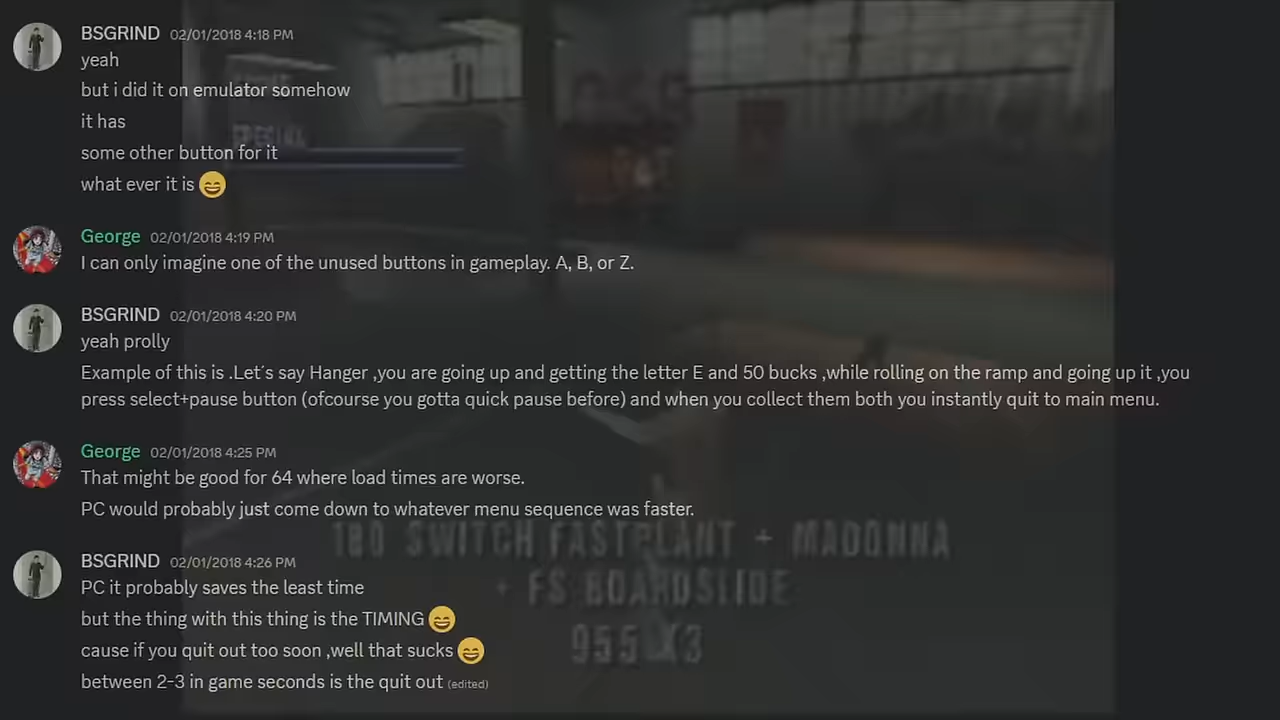 BSGRIND 02/01/2018 4:18 PM
yeah
but i did it on emulator somehow
it has
some other button for it
what ever it is 😄
George 02/01/2018 4:19 PM
I can only imagine one of the unused buttons in gameplay. A, B, or Z.
BSGRIND 02/01/2018 4:20 PM
yeah prolly
Example of this is .Let´s say Hanger ,you are going up and getting the letter E and 50 bucks ,while rolling on the ramp and going up it ,you
press select+pause button (ofcourse you gotta quick pause before) and when you collect them both you instantly quit to main menu.
George 02/01/2018 4:25 PM
That might be good for 64 where load times are worse.
PC would probably just come down to whatever menu sequence was faster.
BSGRIND 02/01/2018 4:26 PM
PC it probably saves the least time
but the thing with this thing is the TIMING 😄
cause if you quit out too soon ,well that sucks 😄
between 2-3 in game seconds is the quit out (edited)
SPECIAL
180 SWITCH FASTPLANT + MADONNA
+ FS BOARDSLIDE
955 X3